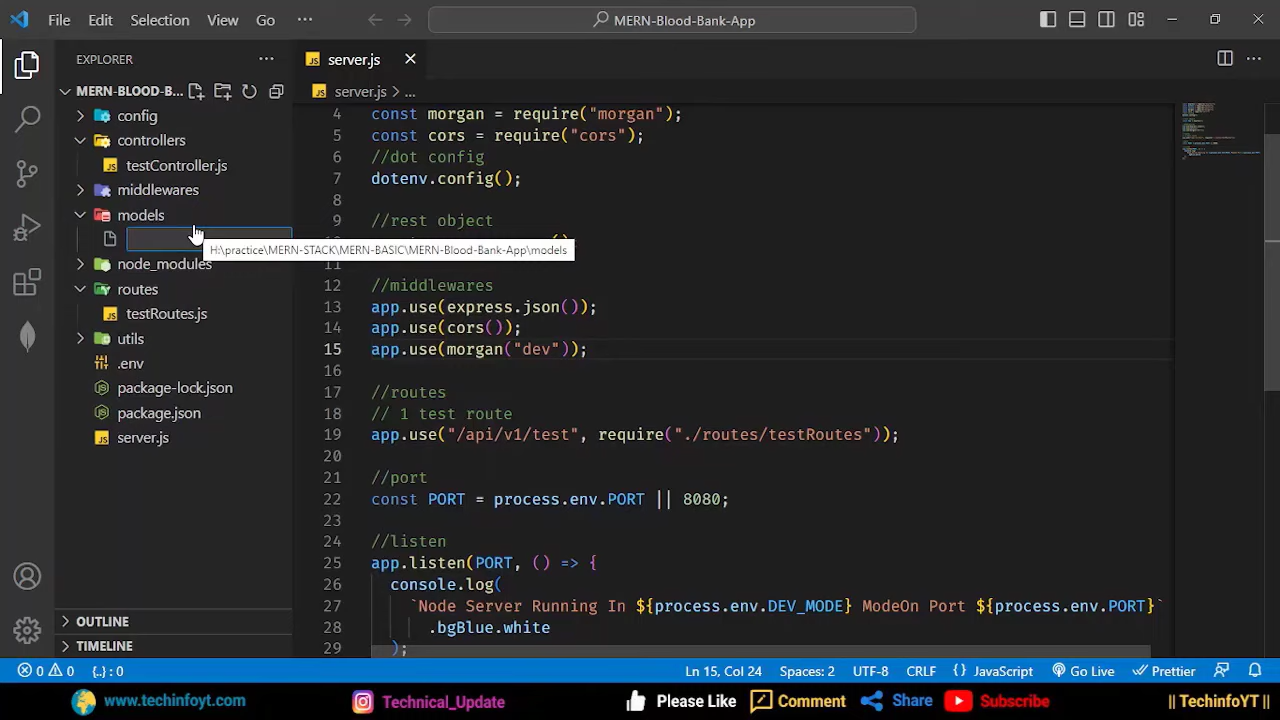 File Edit Selection View Go ··· MERN-Blood-Bank-App
EXPLORER ···
MERN-BLOOD-B...
config
controllers
JS testController.js
middlewares
models
H:\practice\MERN-STACK\MERN-BASIC\MERN-Blood-Bank-App\models
node_modules
routes
JS testRoutes.js
utils
.env
package-lock.json
package.json
JS server.js
OUTLINE
TIMELINE
JS server.js
JS server.js > ...
4 const morgan = require("morgan");
5 const cors = require("cors");
6 //dot config
7 dotenv.config();
8
9 //rest object
11
12 //middlewares
13 app.use(express.json());
14 app.use(cors());
15 app.use(morgan("dev"));
16
17 //routes
18 // 1 test route
19 app.use("/api/v1/test", require("./routes/testRoutes"));
20
21 //port
22 const PORT = process.env.PORT || 8080;
23
24 //listen
25 app.listen(PORT, () => {
26 console.log(
27 `Node Server Running In ${process.env.DEV_MODE} ModeOn Port ${process.env.PORT}`
28 .bgBlue.white
29 );
0 0 {..} : 0 Ln 15, Col 24 Spaces: 2 UTF-8 CRLF {} JavaScript Go Live Prettier
www.techinfoyt.com Technical_Update Please Like Comment Share Subscribe || TechinfoYT ||